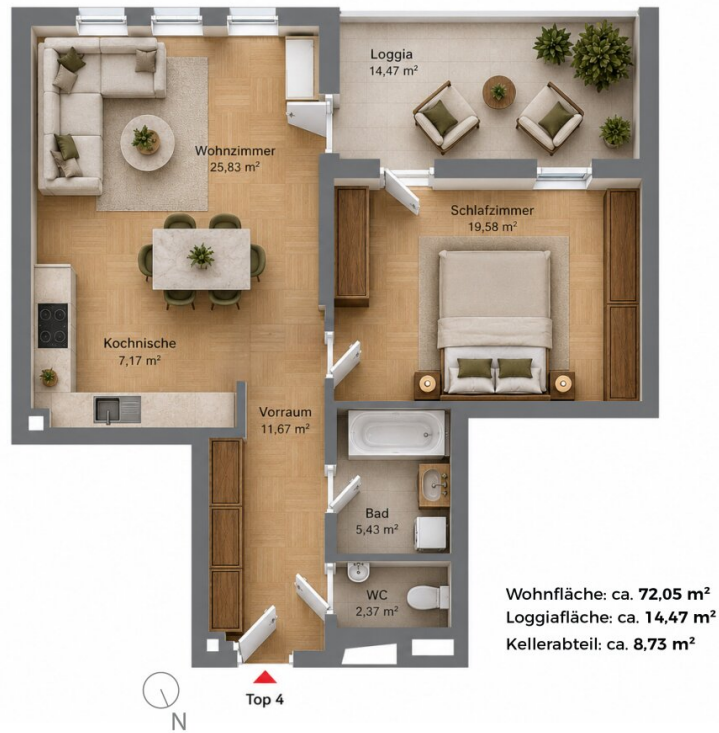 Loggia
14,47 m²
Wohnzimmer
25,83 m²
Schlafzimmer
19,58 m²
Kochnische
7,17 m²
Vorraum
11,67 m²
Bad
5,43 m²
WC
2,37 m²
Wohnfläche: ca. 72,05 m²
Loggiafläche: ca. 14,47 m²
Kellerabteil: ca. 8,73 m²
Top 4
N